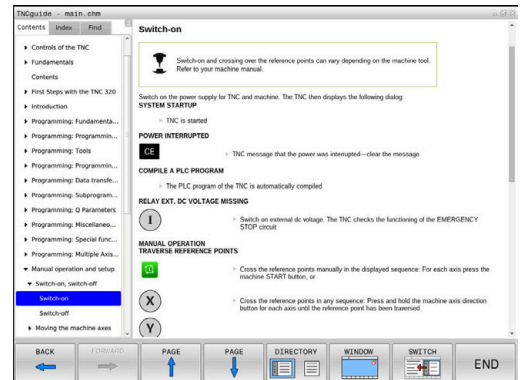 TNCguide - main.chm
Contents Index Find
Controls of the TNC
Fundamentals
Contents
First Steps with the TNC 320
Introduction
Programming: Fundamenta...
Programming: Programmin...
Programming: Tools
Programming: Programmin...
Programming: Data transfe...
Programming: Subprogram...
Programming: Q Parameters
Programming: Miscellaneo...
Programming: Special func...
Programming: Multiple Axis...
Manual operation and setup
Switch-on, switch-off
Switch-on
Switch-off
Moving the machine axes
Switch-on
Switch-on and crossing over the reference points can vary depending on the machine tool.
Refer to your machine manual.
Switch on the power supply for TNC and machine. The TNC then displays the following dialog:
SYSTEM STARTUP
TNC is started
POWER INTERRUPTED
CE
TNC message that the power was interrupted—clear the message
COMPILE A PLC PROGRAM
The PLC program of the TNC is automatically compiled
RELAY EXT. DC VOLTAGE MISSING
I
Switch on external dc voltage. The TNC checks the functioning of the EMERGENCY
STOP circuit
MANUAL OPERATION
TRAVERSE REFERENCE POINTS
Cross the reference points manually in the displayed sequence: For each axis press the
machine START button, or
X
Cross the reference points in any sequence: Press and hold the machine axis direction
button for each axis until the reference point has been traversed
Y
BACK FORWARD PAGE PAGE DIRECTORY WINDOW SWITCH END